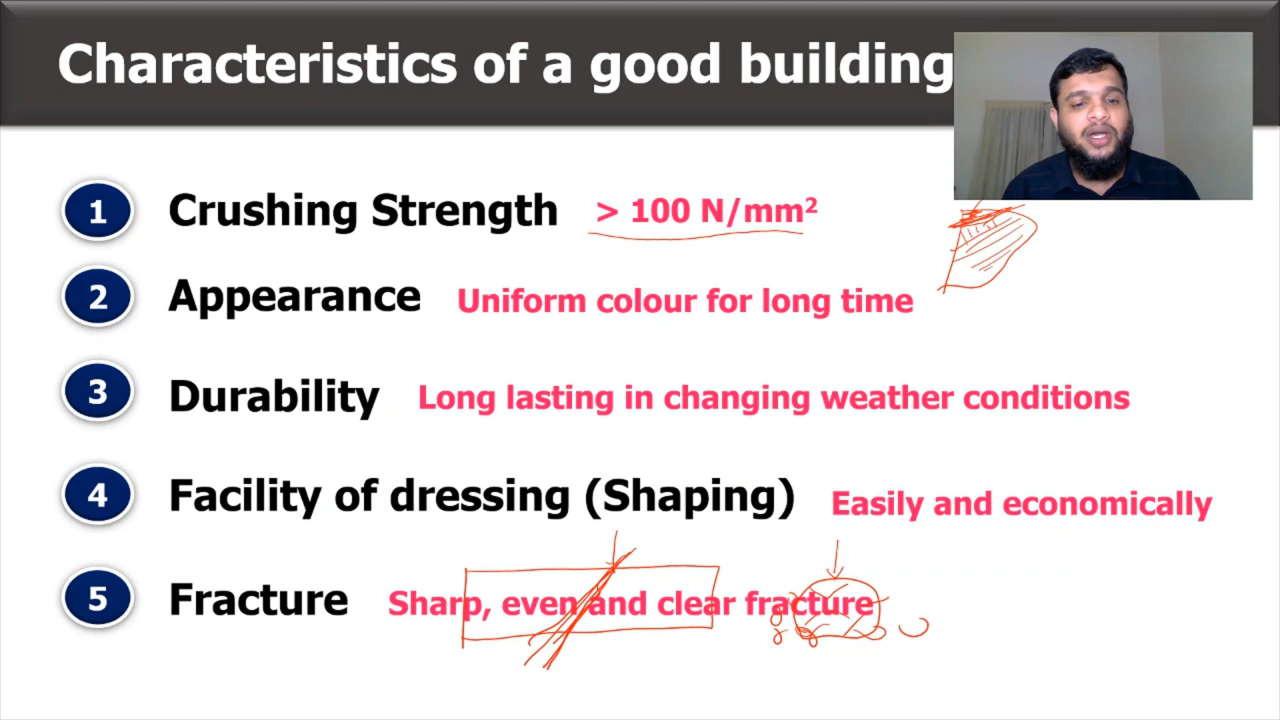 Characteristics of a good building
1 Crushing Strength > 100 N/mm²
2 Appearance Uniform colour for long time
3 Durability Long lasting in changing weather conditions
4 Facility of dressing (Shaping) Easily and economically
5 Fracture Sharp, even and clear fracture